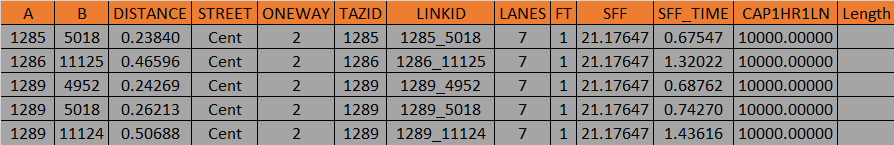 A B DISTANCE STREET ONEWAY TAZID LINKID LANES FT SFF SFF_TIME CAP1HR1LN Length
1285 5018 0.23840 Cent 2 1285 1285_5018 7 1 21.17647 0.67547 10000.00000
1286 11125 0.46596 Cent 2 1286 1286_11125 7 1 21.17647 1.32022 10000.00000
1289 4952 0.24269 Cent 2 1289 1289_4952 7 1 21.17647 0.68762 10000.00000
1289 5018 0.26213 Cent 2 1289 1289_5018 7 1 21.17647 0.74270 10000.00000
1289 11124 0.50688 Cent 2 1289 1289_11124 7 1 21.17647 1.43616 10000.00000